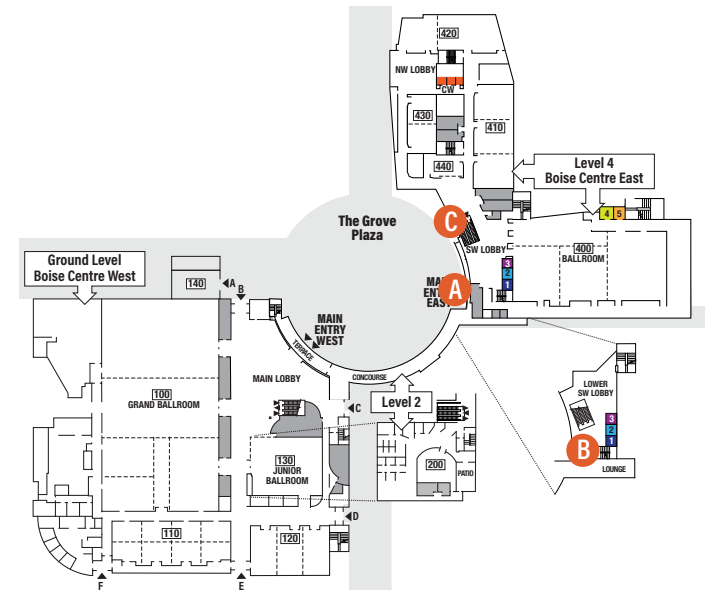 420
NW LOBBY
CW
430
410
440
Level 4
Boise Centre East
C
The Grove
Plaza
4 5
SW LOBBY
400
BALLROOM
3
2
1
Ground Level
Boise Centre West
140
A
B
A
MAIN
ENTRY
WEST
EAST
TERRACE
MAIN LOBBY
CONCOURSE
Level 2
C
100
GRAND BALLROOM
LOWER
SW LOBBY
3
2
1
B
LOUNGE
130
JUNIOR
BALLROOM
200
PATIO
D
110
120
F
E